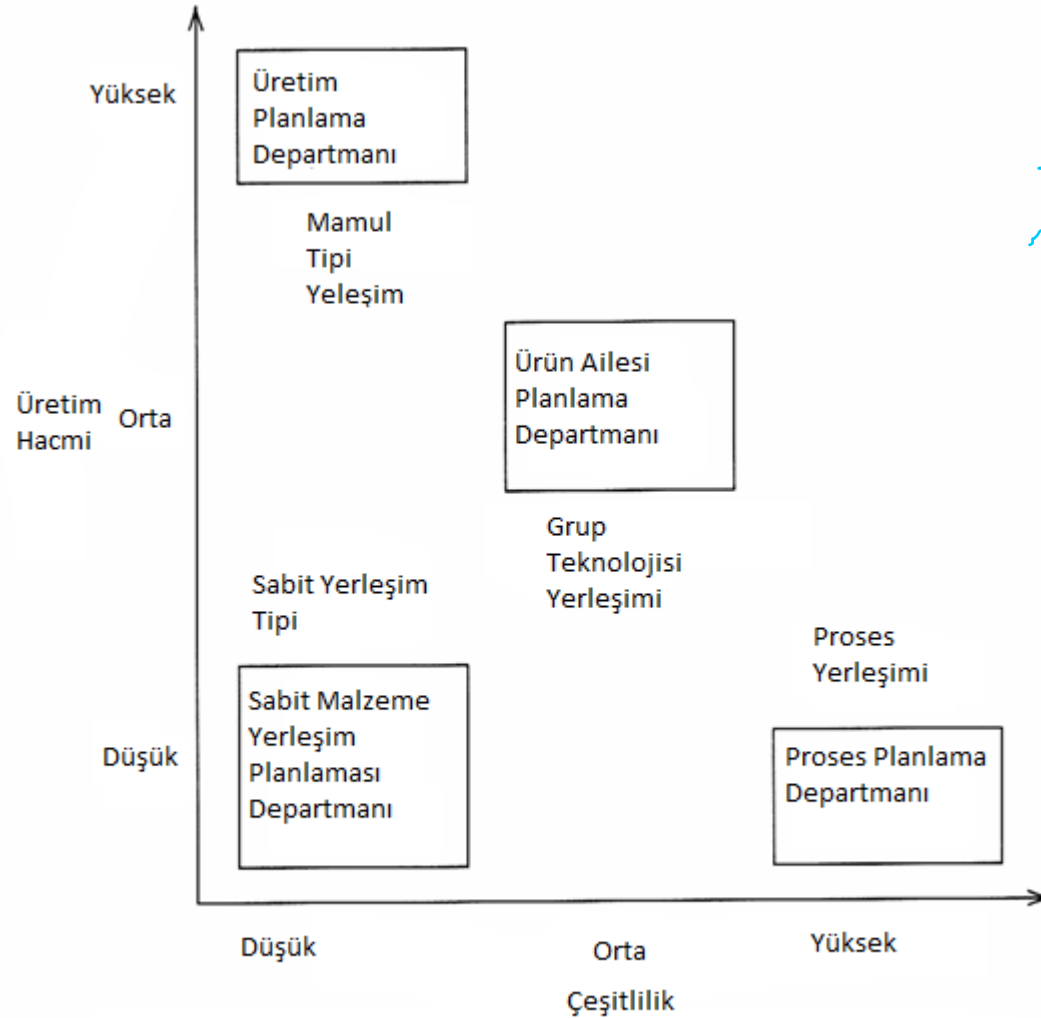 Yüksek
Üretim
Planlama
Departmanı
Mamul
Tipi
Yeleşim
Üretim
Hacmi
Orta
Ürün Ailesi
Planlama
Departmanı
Grup
Teknolojisi
Yerleşimi
Sabit Yerleşim
Tipi
Proses
Yerleşimi
Düşük
Sabit Malzeme
Yerleşim
Planlaması
Departmanı
Proses Planlama
Departmanı
Düşük
Orta
Yüksek
Çeşitlilik